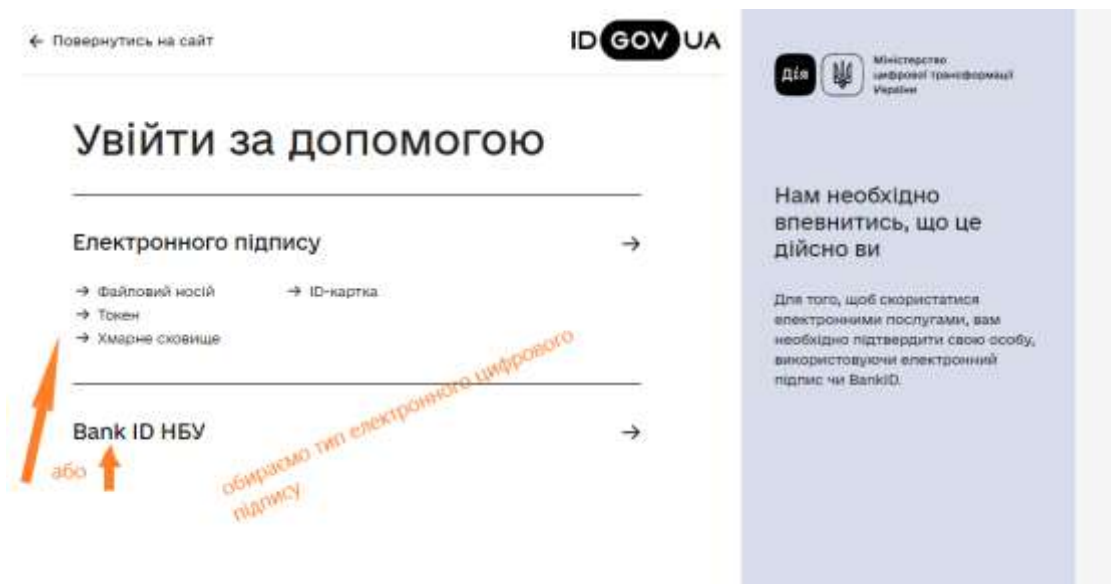 ← Повернутись на сайт
ID GOV UA
Увійти за допомогою
Електронного підпису →
→ Файловий носій → ID-картка
→ Токен
→ Хмарне сховище
Bank ID НБУ →
або
обираємо тип електронного цифрового
підпису
Дія
Міністерство
цифрової трансформації
України
Нам необхідно
впевнитись, що це
дійсно ви
Для того, щоб скористатися
електронними послугами, вам
необхідно підтвердити свою особу,
використовуючи електронний
підпис чи BankID.